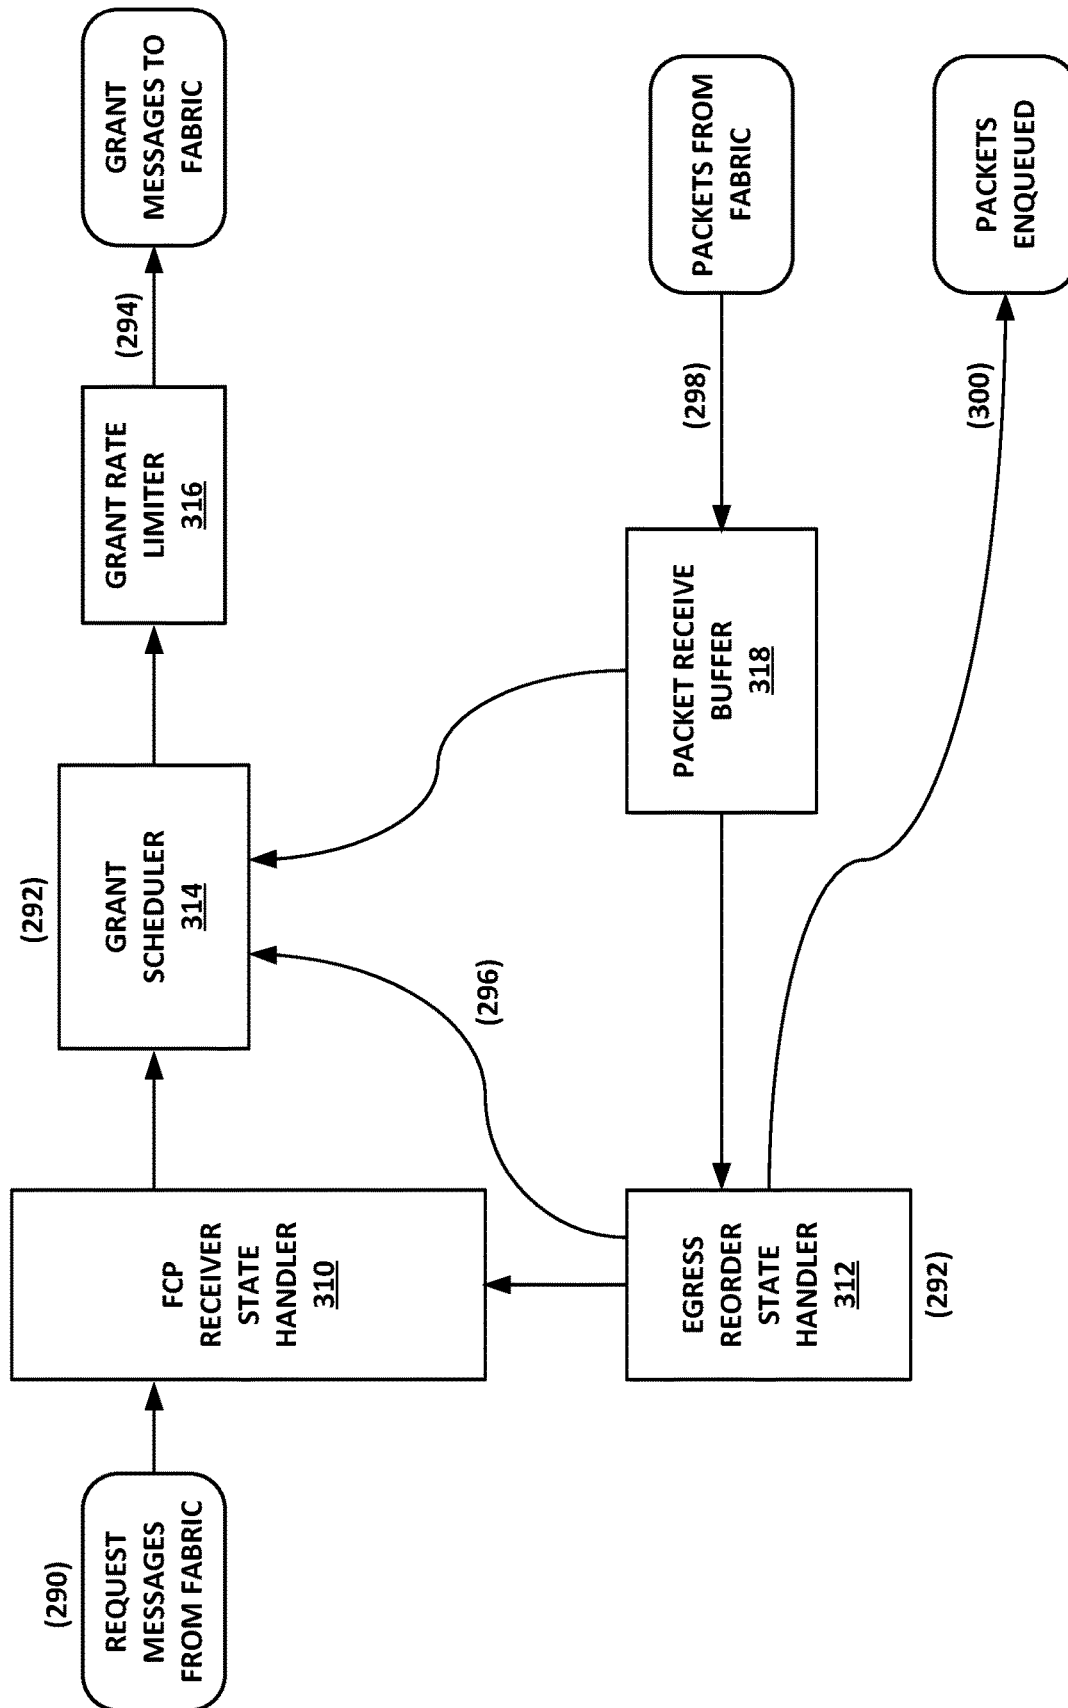 (290)
REQUEST
MESSAGES
FROM FABRIC
FCP
RECEIVER
STATE
HANDLER
310
(292)
GRANT
SCHEDULER
314
GRANT RATE
LIMITER
316
(294)
GRANT
MESSAGES TO
FABRIC
(296)
EGRESS
REORDER
STATE
HANDLER
312
(292)
PACKET RECEIVE
BUFFER
318
(298)
PACKETS FROM
FABRIC
(300)
PACKETS
ENQUEUED